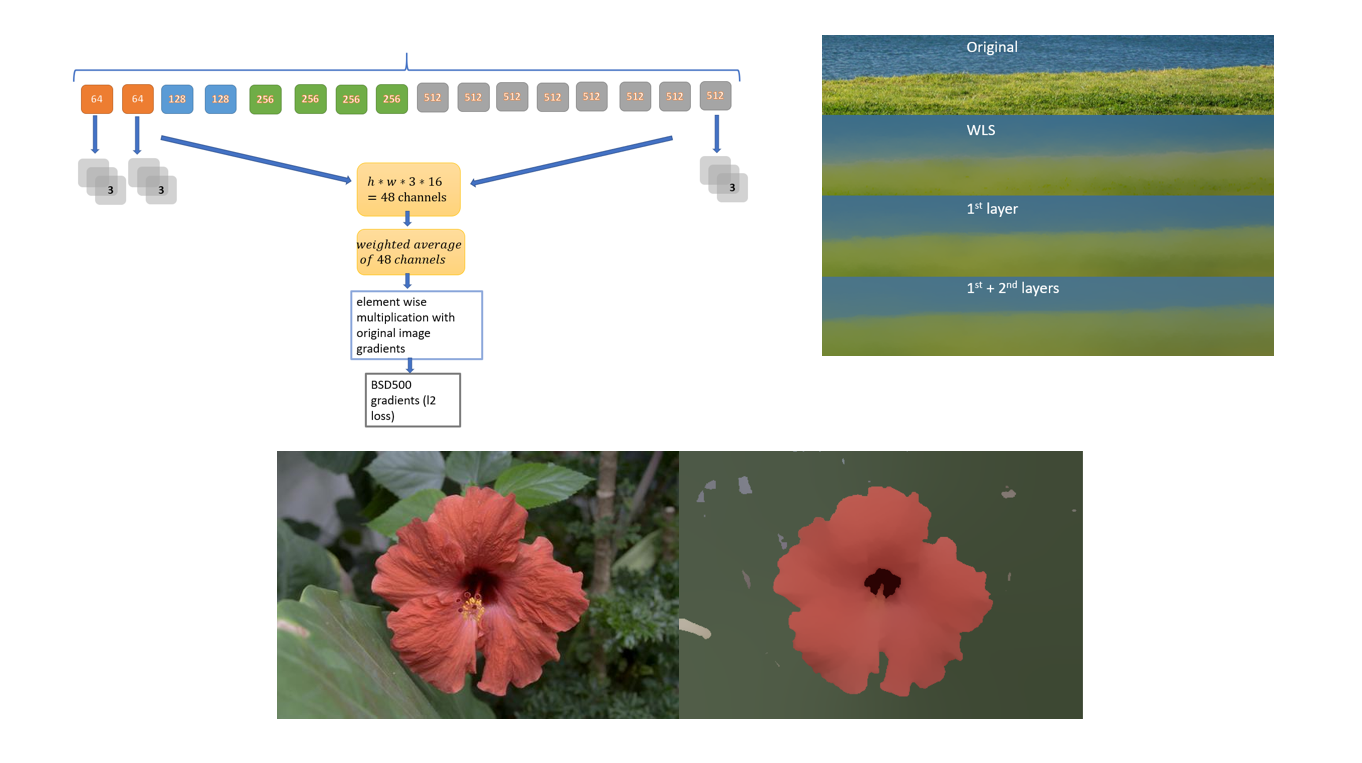 64 64 128 128 256 256 256 256 512 512 512 512 512 512 512 512
3 3 3
h * w * 3 * 16
= 48 channels
weighted average
of 48 channels
element wise
multiplication with
original image
gradients
BSD500
gradients (l2
loss)
Original
WLS
1st layer
1st + 2nd layers